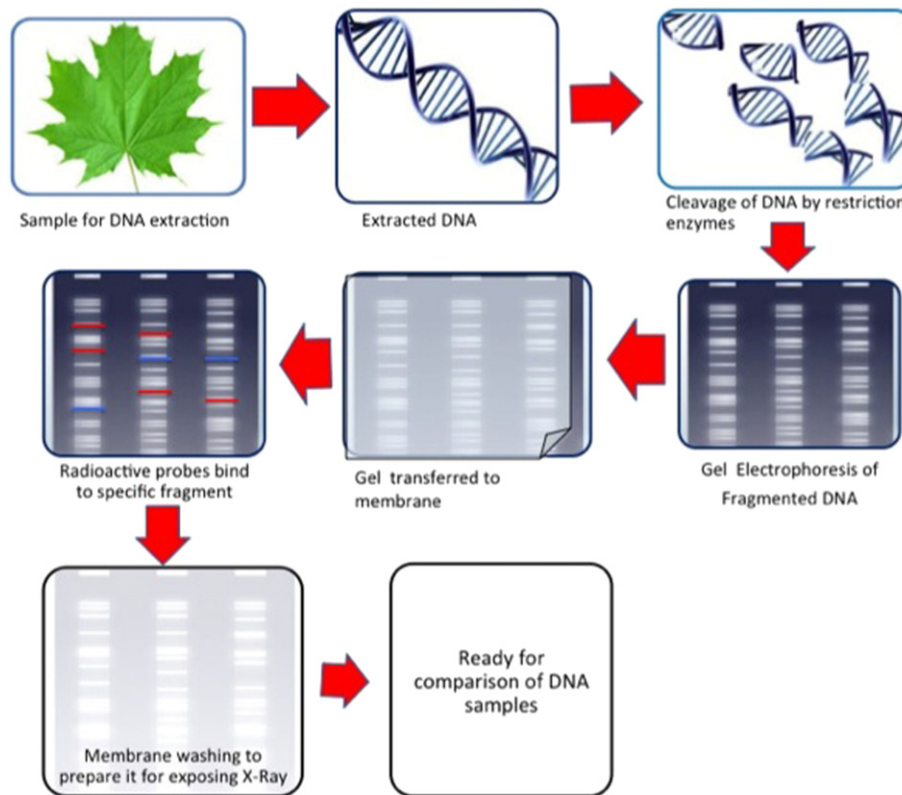 Sample for DNA extraction
Extracted DNA
Cleavage of DNA by restriction
enzymes
Gel Electrophoresis of
Fragmented DNA
Gel transferred to
membrane
Radioactive probes bind
to specific fragment
Membrane washing to
prepare it for exposing X-Ray
Ready for
comparison of DNA
samples